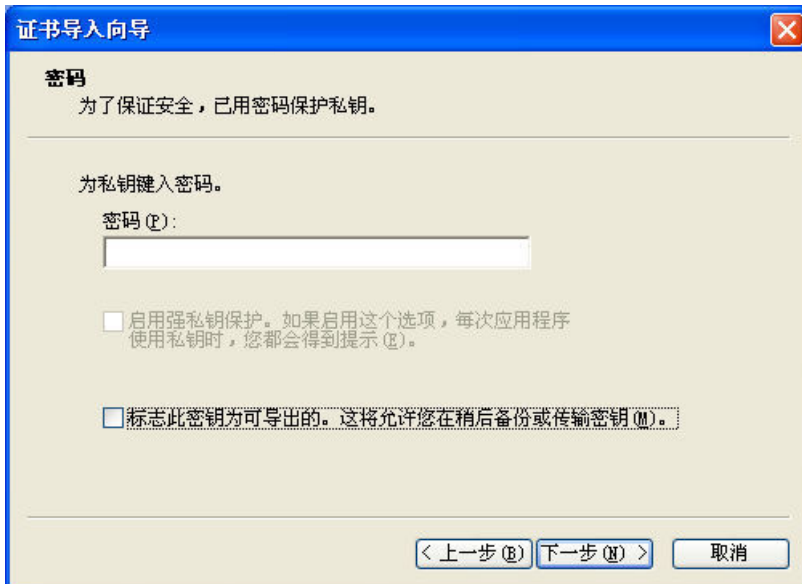 证书导入向导
密码
为了保证安全，已用密码保护私钥。
为私钥键入密码。
密码(P):
启用强私钥保护。如果启用这个选项，每次应用程序
使用私钥时，您都会得到提示(E)。
标志此密钥为可导出的。这将允许您在稍后备份或传输密钥(M)。
< 上一步(B) 下一步(N) > 取消